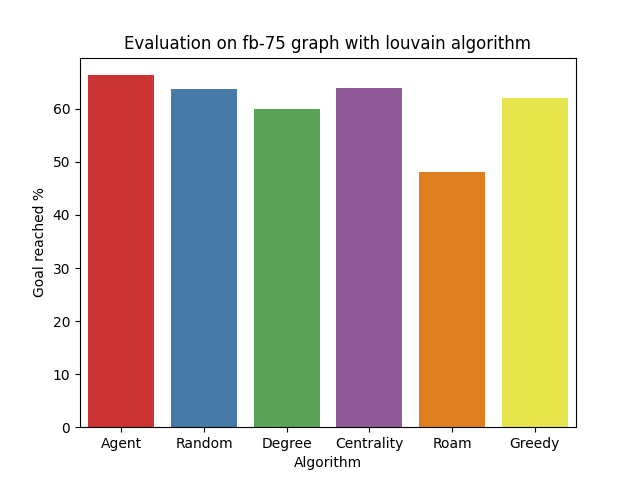 Evaluation on fb-75 graph with louvain algorithm
Goal reached %
60
50
40
30
20
10
0
Agent Random Degree Centrality Roam Greedy
Algorithm